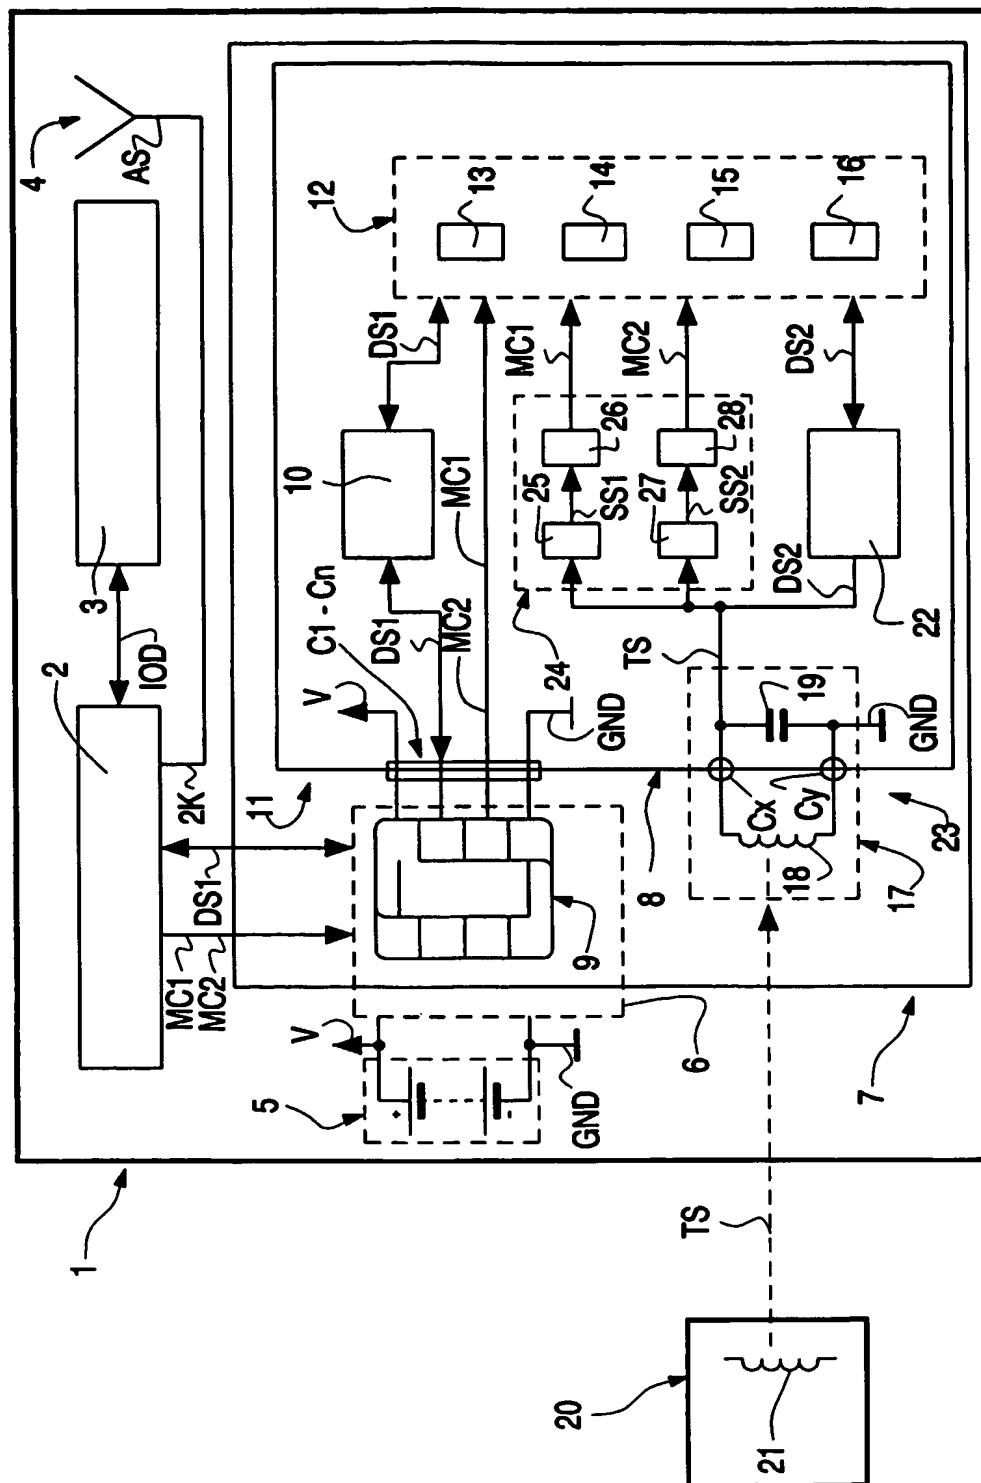 1
2
3
4
AS
IOD
2K
DS1
MC1
MC2
5
V
GND
6
7
8
9
11
V
C1 - Cn
DS1
MC2
MC1
10
DS1
12
13
14
15
16
GND
24
25
SS1
26
MC1
27
SS2
28
MC2
TS
DS2
22
DS2
17
18
19
Cx
Cy
GND
23
TS
20
21
+
-